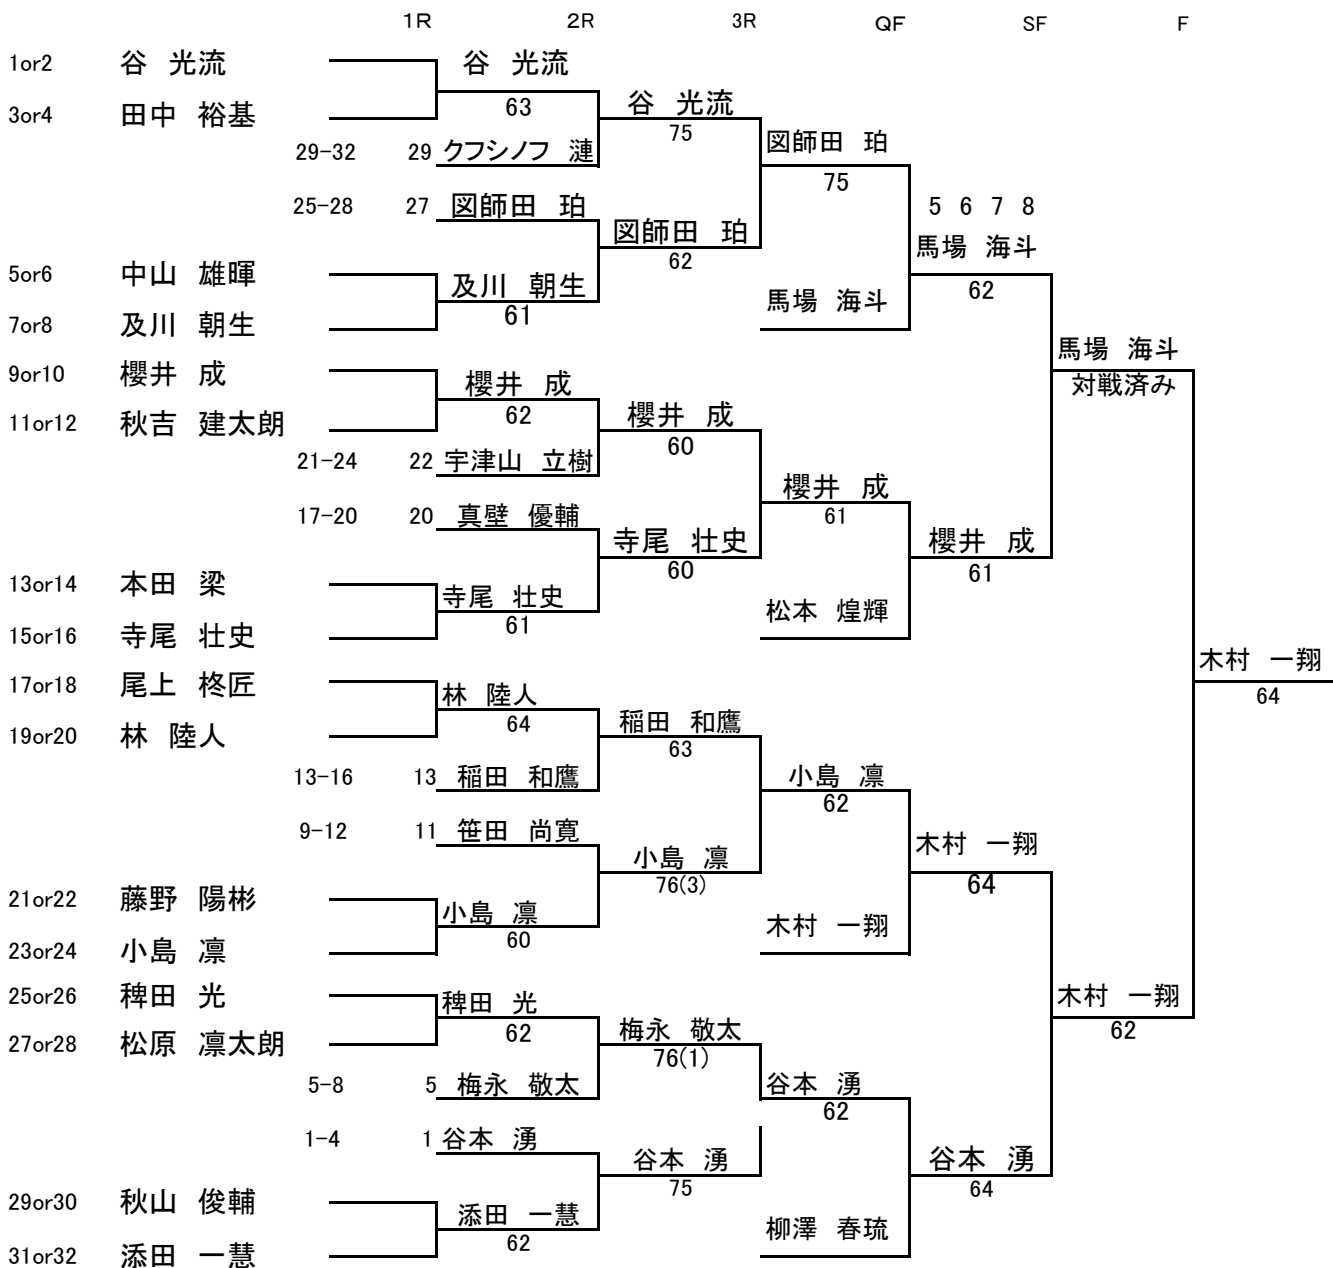 1R 2R 3R QF SF F
1or2 谷 光流 谷 光流
3or4 田中 裕基 63 谷 光流
75
29-32 29 クフシノフ 漣 図師田 珀
75
25-28 27 図師田 珀 5 6 7 8
図師田 珀 馬場 海斗
62
5or6 中山 雄暉 及川 朝生 62
61 馬場 海斗
7or8 及川 朝生
馬場 海斗
9or10 櫻井 成 櫻井 成 対戦済み
62 櫻井 成
11or12 秋吉 建太朗 60
21-24 22 宇津山 立樹
櫻井 成
17-20 20 真壁 優輔 61
寺尾 壮史 櫻井 成
60 61
13or14 本田 梁 寺尾 壮史
61 松本 煌輝
15or16 寺尾 壮史
木村 一翔
17or18 尾上 柊匠 林 陸人 64
64 稲田 和鷹
19or20 林 陸人 63
13-16 13 稲田 和鷹 小島 凛
62
9-12 11 笹田 尚寛
小島 凛 木村 一翔
76(3) 64
21or22 藤野 陽彬 小島 凛
60 木村 一翔
23or24 小島 凛
25or26 稗田 光 稗田 光 木村 一翔
62 梅永 敬太 62
27or28 松原 凛太朗 76(1)
5-8 5 梅永 敬太 谷本 湧
62
1-4 1 谷本 湧
谷本 湧 谷本 湧
75 64
29or30 秋山 俊輔 添田 一慧
62 柳澤 春琉
31or32 添田 一慧